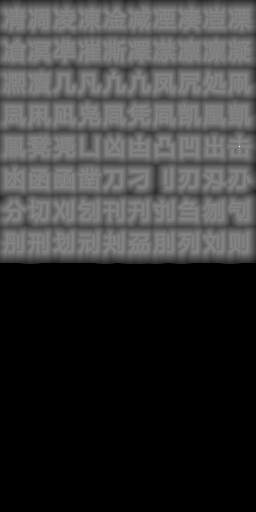 凊凋凌凍凎减凐凑凒凓
凔凕凖凗凘凙凚凛凜凝
凞凟几凡凢凣凤凥処凧
凨凩凪凫凬凭凮凯凰凱
凲凳凴凵凶凷凸凹出击
凼函凾凿刀刁刂刃刄刅
分切刈刉刊刋刌刍刎刏
刐刑划刓刔刕刖列刘则